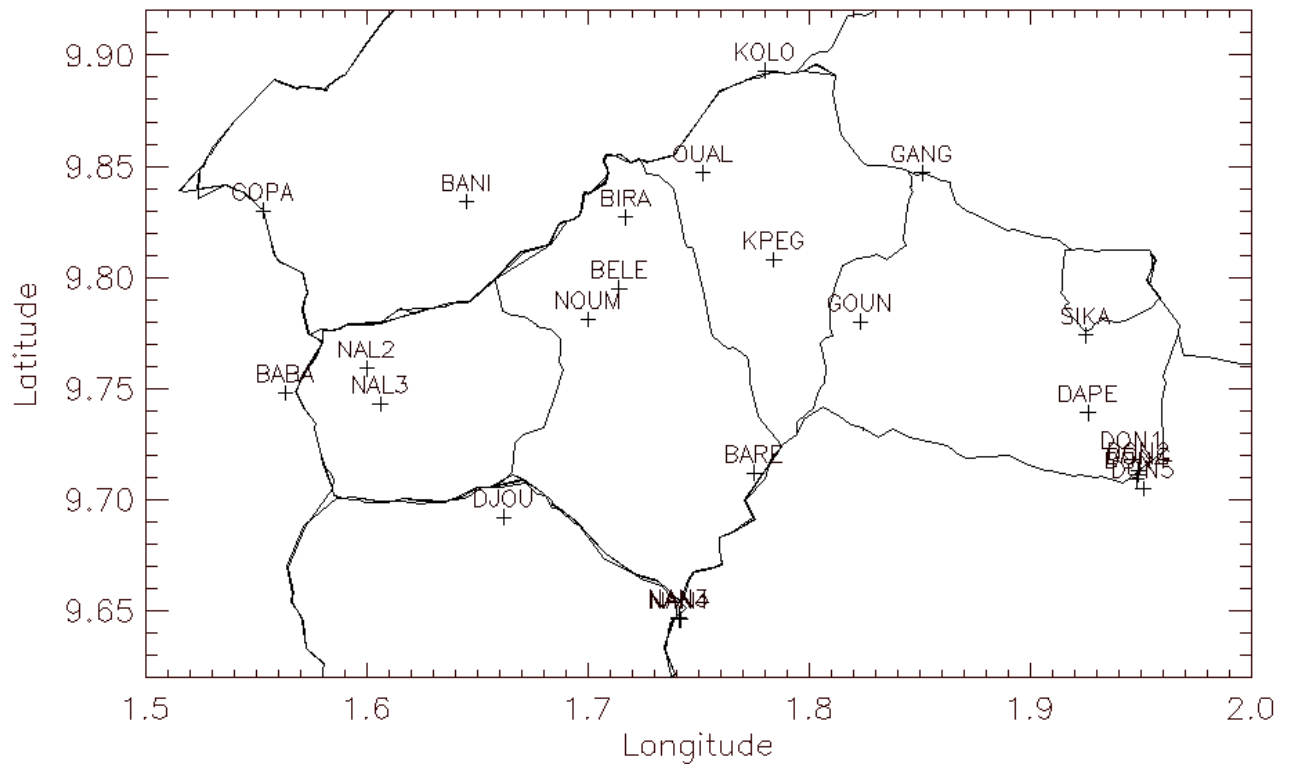 KOLO
9.90
OUAL
GANG
9.85
COPA
BANI
BIRA
KPEG
BELE
9.80
NOUM
GOUN
SIKA
NAL2
BABA
NAL3
9.75
DAPE
DON1
BARE
DON5
9.70
DJOU
9.65
Latitude
1.5 1.6 1.7 1.8 1.9 2.0
Longitude